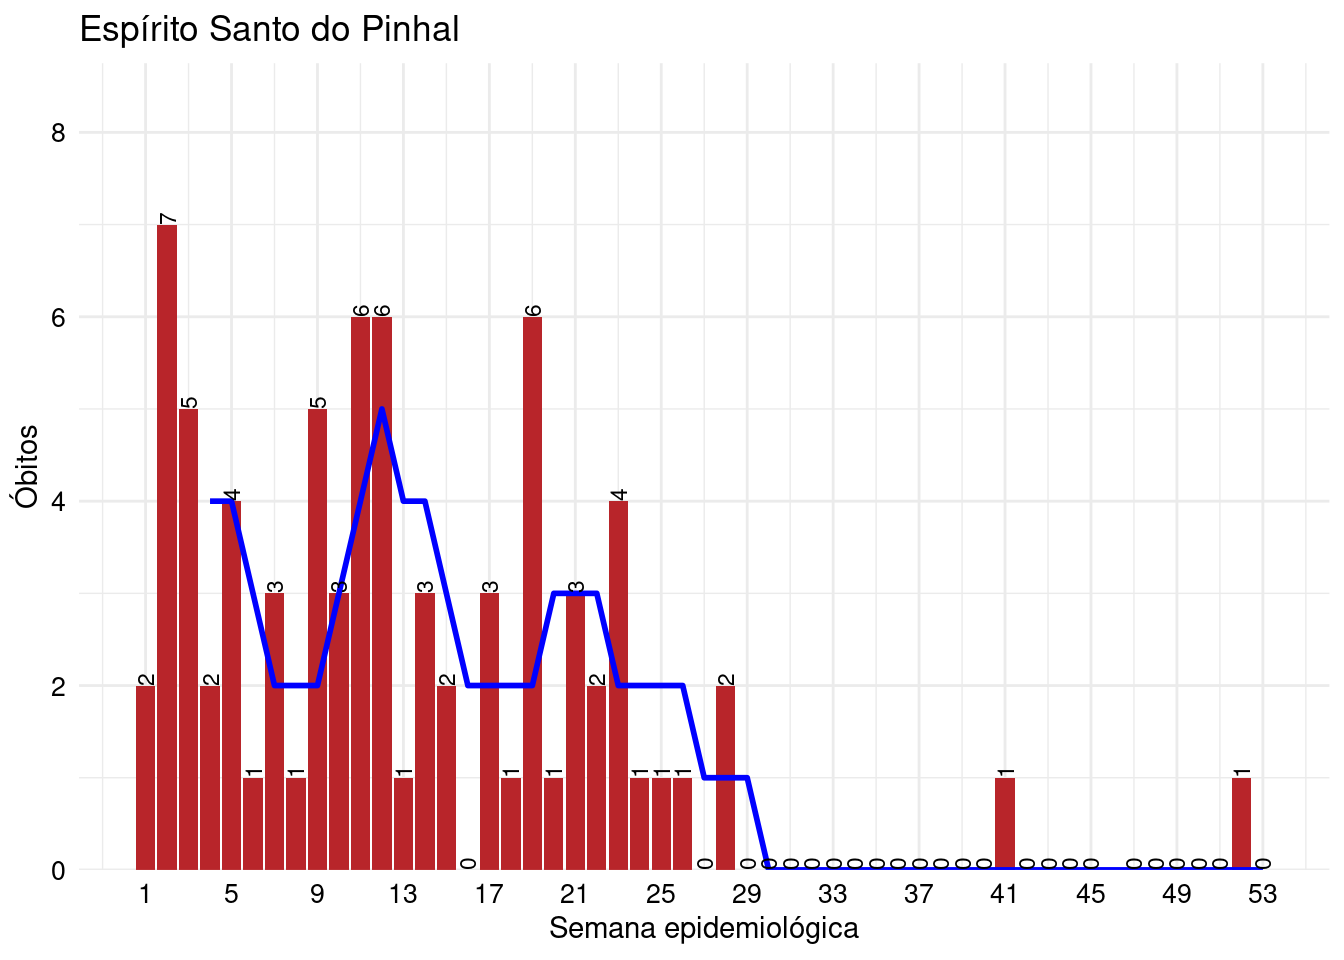 Espírito Santo do Pinhal
8
7
6 6 6
6
5 5
Óbitos
4 4
4
3 3 3 3 3
2 2 2 2 2
2
1 1 1 1 1 1 1 1 1 1
0 0 0 0 0 0 0 0 0 0 0 0 0 0 0 0 0 0 0 0 0 0 0 0
0
1 5 9 13 17 21 25 29 33 37 41 45 49 53
Semana epidemiológica